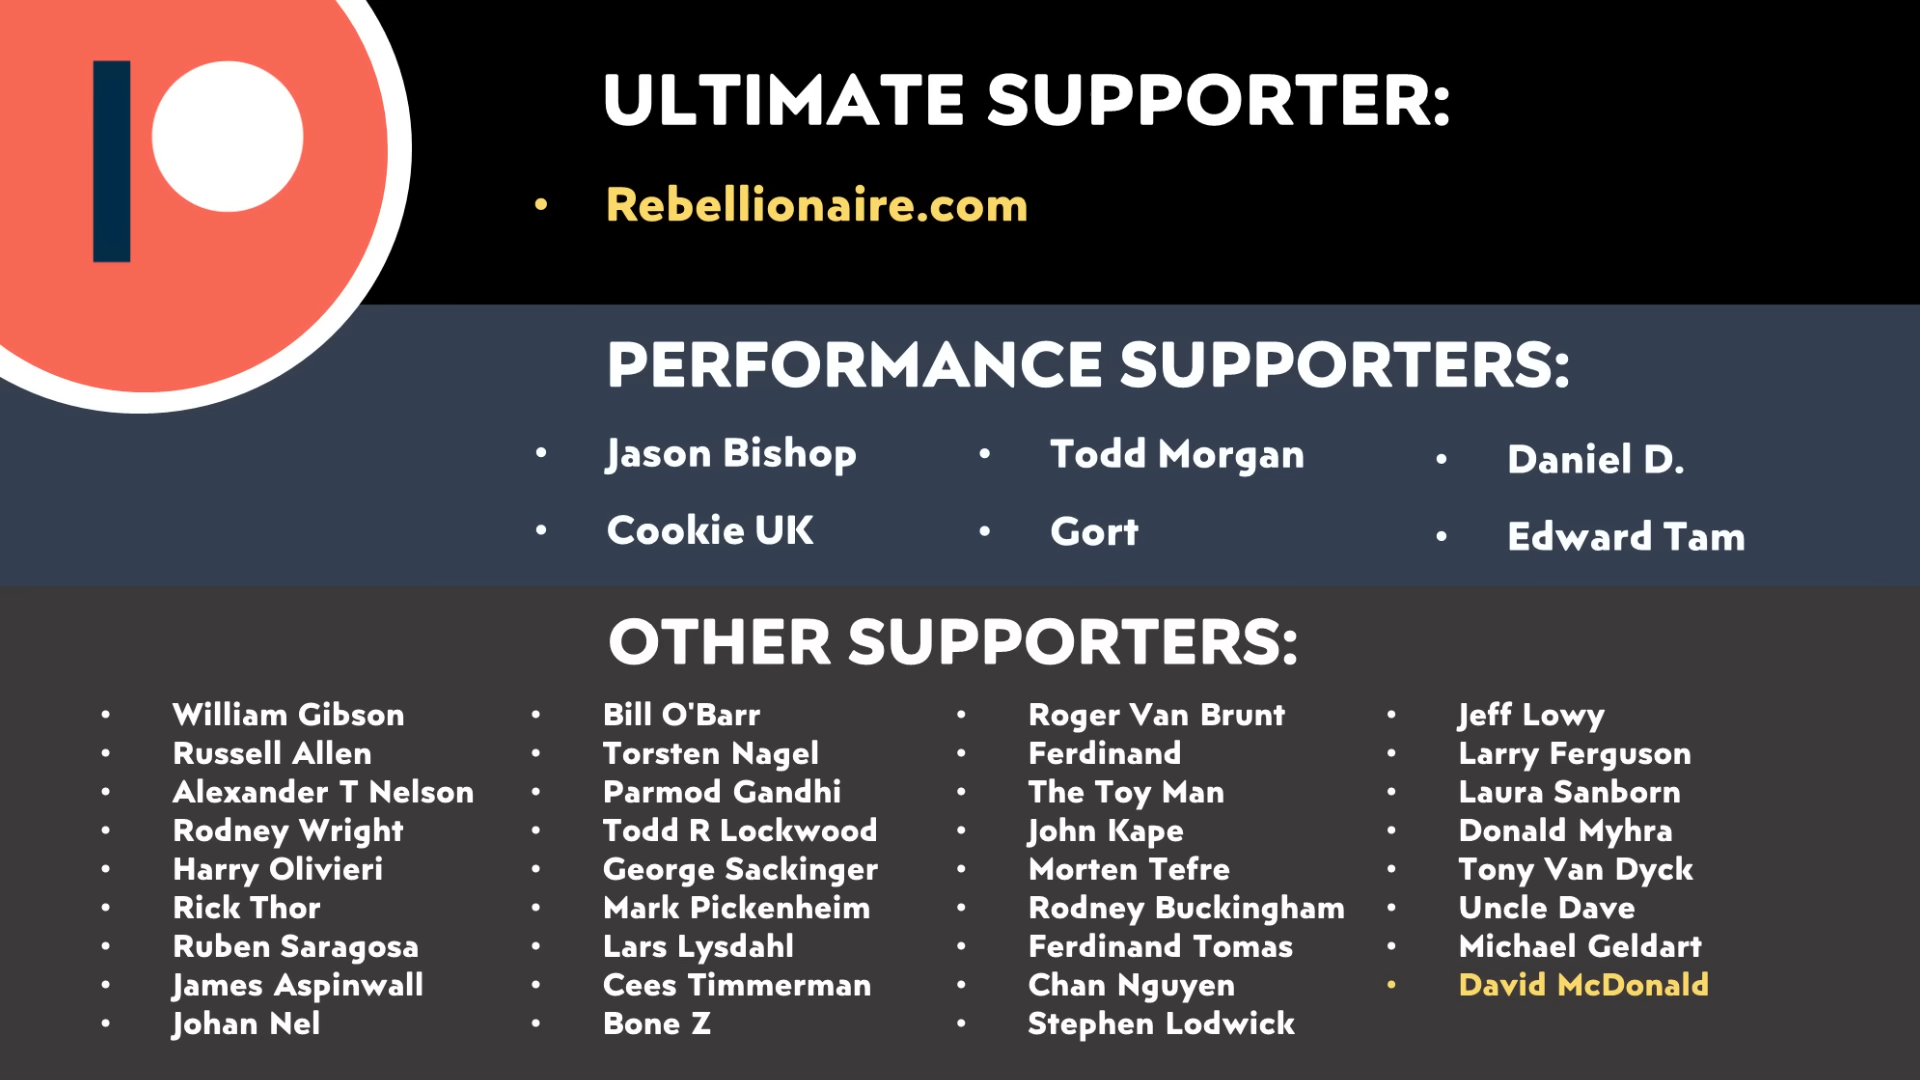 ULTIMATE SUPPORTER:
• Rebellionaire.com
PERFORMANCE SUPPORTERS:
• Jason Bishop
• Cookie UK
• Todd Morgan
• Gort
• Daniel D.
• Edward Tam
OTHER SUPPORTERS:
• William Gibson
• Russell Allen
• Alexander T Nelson
• Rodney Wright
• Harry Olivieri
• Rick Thor
• Ruben Saragosa
• James Aspinwall
• Johan Nel
• Bill O'Barr
• Torsten Nagel
• Parmod Gandhi
• Todd R Lockwood
• George Sackinger
• Mark Pickenheim
• Lars Lysdahl
• Cees Timmerman
• Bone Z
• Roger Van Brunt
• Ferdinand
• The Toy Man
• John Kape
• Morten Tefre
• Rodney Buckingham
• Ferdinand Tomas
• Chan Nguyen
• Stephen Lodwick
• Jeff Lowy
• Larry Ferguson
• Laura Sanborn
• Donald Myhra
• Tony Van Dyck
• Uncle Dave
• Michael Geldart
• David McDonald